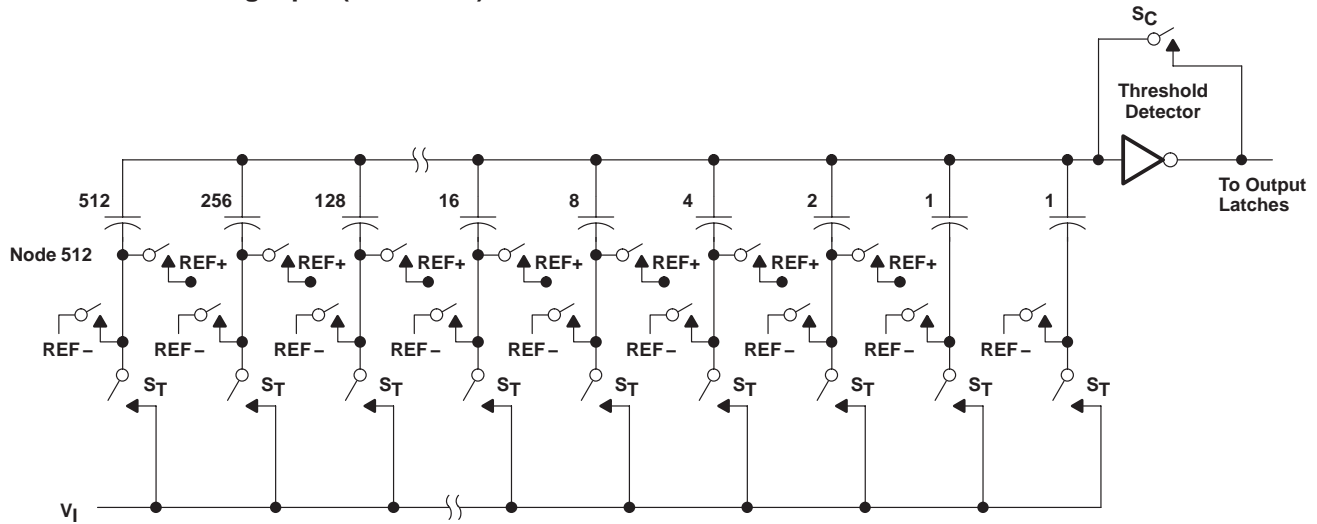 SC
Threshold
Detector
To Output
Latches
512 256 128 16 8 4 2 1 1
Node 512
REF+ REF+ REF+ REF+ REF+ REF+ REF+
REF− REF− REF− REF− REF− REF− REF− REF− REF−
ST ST ST ST ST ST ST ST ST
VI